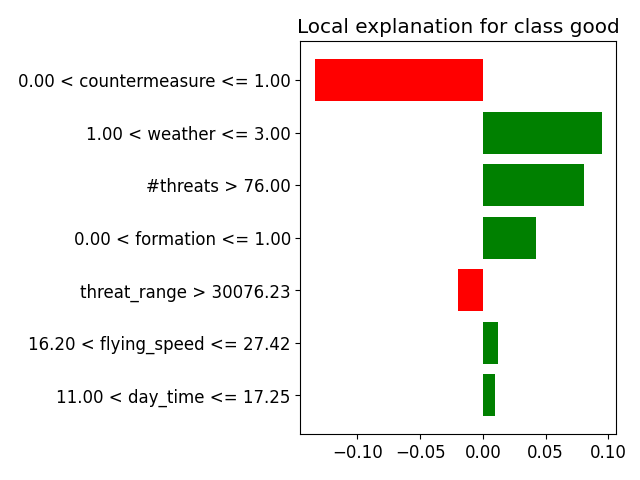 Local explanation for class good
0.00 < countermeasure <= 1.00
1.00 < weather <= 3.00
#threats > 76.00
0.00 < formation <= 1.00
threat_range > 30076.23
16.20 < flying_speed <= 27.42
11.00 < day_time <= 17.25
−0.10 −0.05 0.00 0.05 0.10